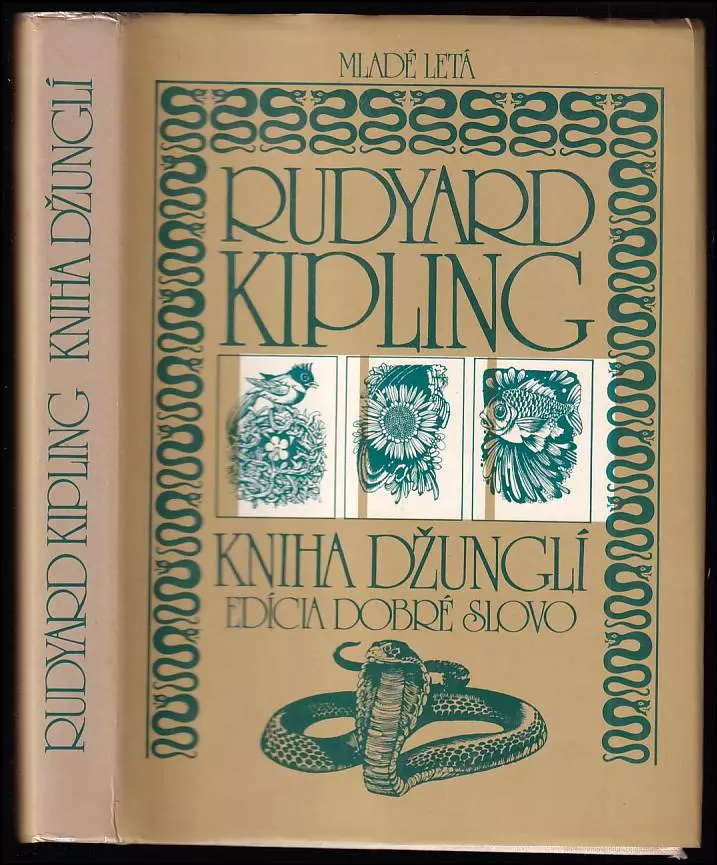 RUDYARD KIPLING KNIHA DŽUNGLÍ
MLADÉ LETÁ
RUDYARD
KIPLING
KNIHA DŽUNGLÍ
EDÍCIA DOBRÉ SLOVO